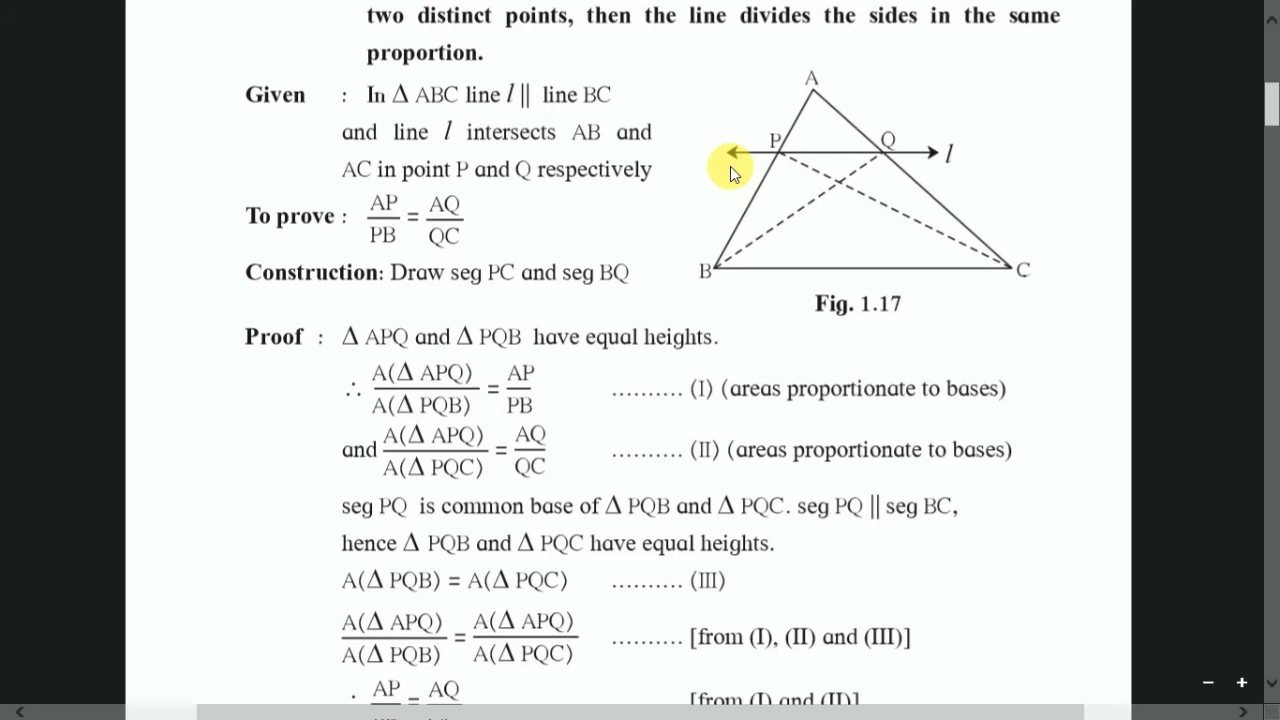 two distinct points, then the line divides the sides in the same
proportion.
Given : In Δ ABC line l || line BC
and line l intersects AB and
AC in point P and Q respectively
To prove : AP/PB = AQ/QC
Construction: Draw seg PC and seg BQ
A
P
Q
l
B
C
Fig. 1.17
Proof : Δ APQ and Δ PQB have equal heights.
∴ A(Δ APQ)/A(Δ PQB) = AP/PB .......... (I) (areas proportionate to bases)
and A(Δ APQ)/A(Δ PQC) = AQ/QC .......... (II) (areas proportionate to bases)
seg PQ is common base of Δ PQB and Δ PQC. seg PQ || seg BC,
hence Δ PQB and Δ PQC have equal heights.
A(Δ PQB) = A(Δ PQC) .......... (III)
A(Δ APQ)/A(Δ PQB) = A(Δ APQ)/A(Δ PQC) .......... [from (I), (II) and (III)]
AP = AQ [from (I) and (II)]